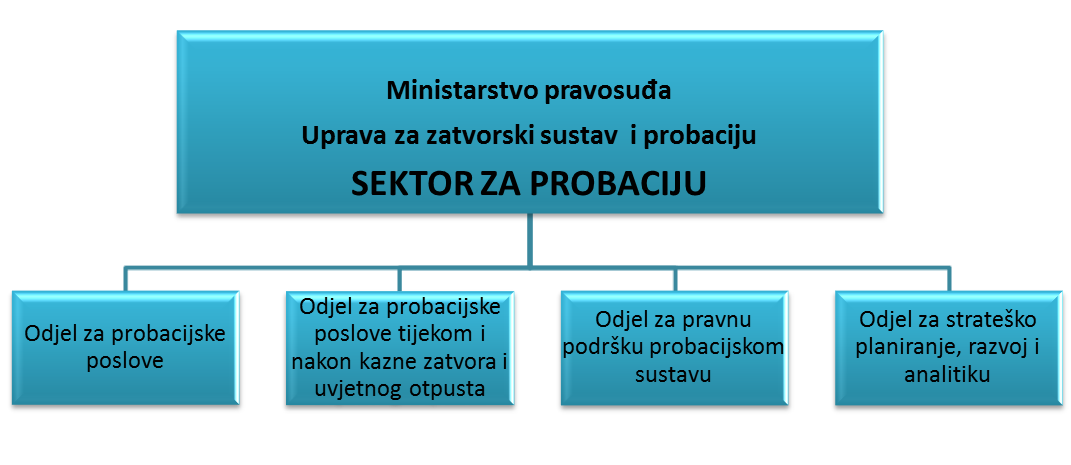 Ministarstvo pravosuđa
Uprava za zatvorski sustav i probaciju
SEKTOR ZA PROBACIJU
Odjel za probacijske
poslove
Odjel za probacijske
poslove tijekom i
nakon kazne zatvora i
uvjetnog otpusta
Odjel za pravnu
podršku probacijskom
sustavu
Odjel za strateško
planiranje, razvoj i
analitiku